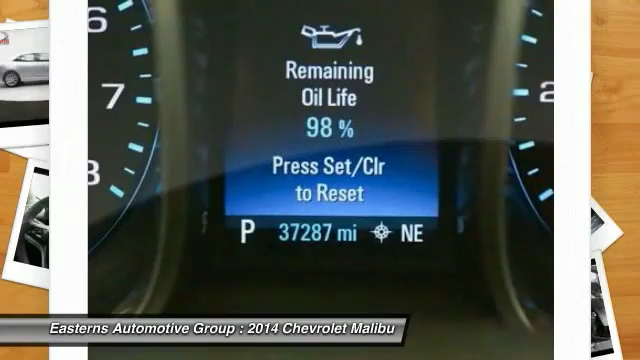 6
7
8
2
Remaining
Oil Life
98 %
Press Set/Clr
to Reset
P 37287 mi NE
Easterns Automotive Group : 2014 Chevrolet Malibu